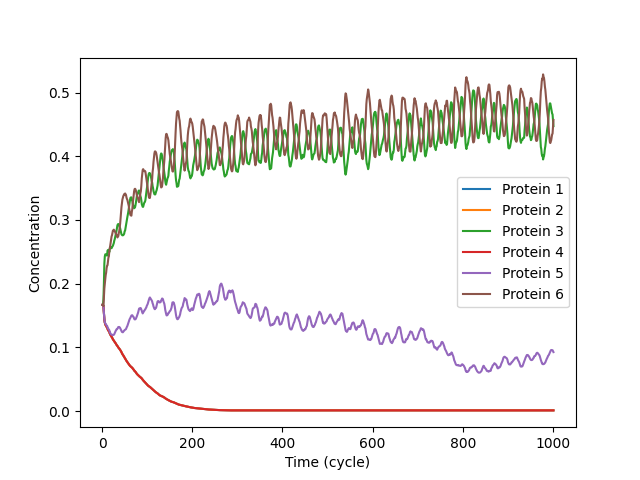 0.5
0.4
0.3
0.2
0.1
0.0
Concentration
Protein 1
Protein 2
Protein 3
Protein 4
Protein 5
Protein 6
0 200 400 600 800 1000
Time (cycle)